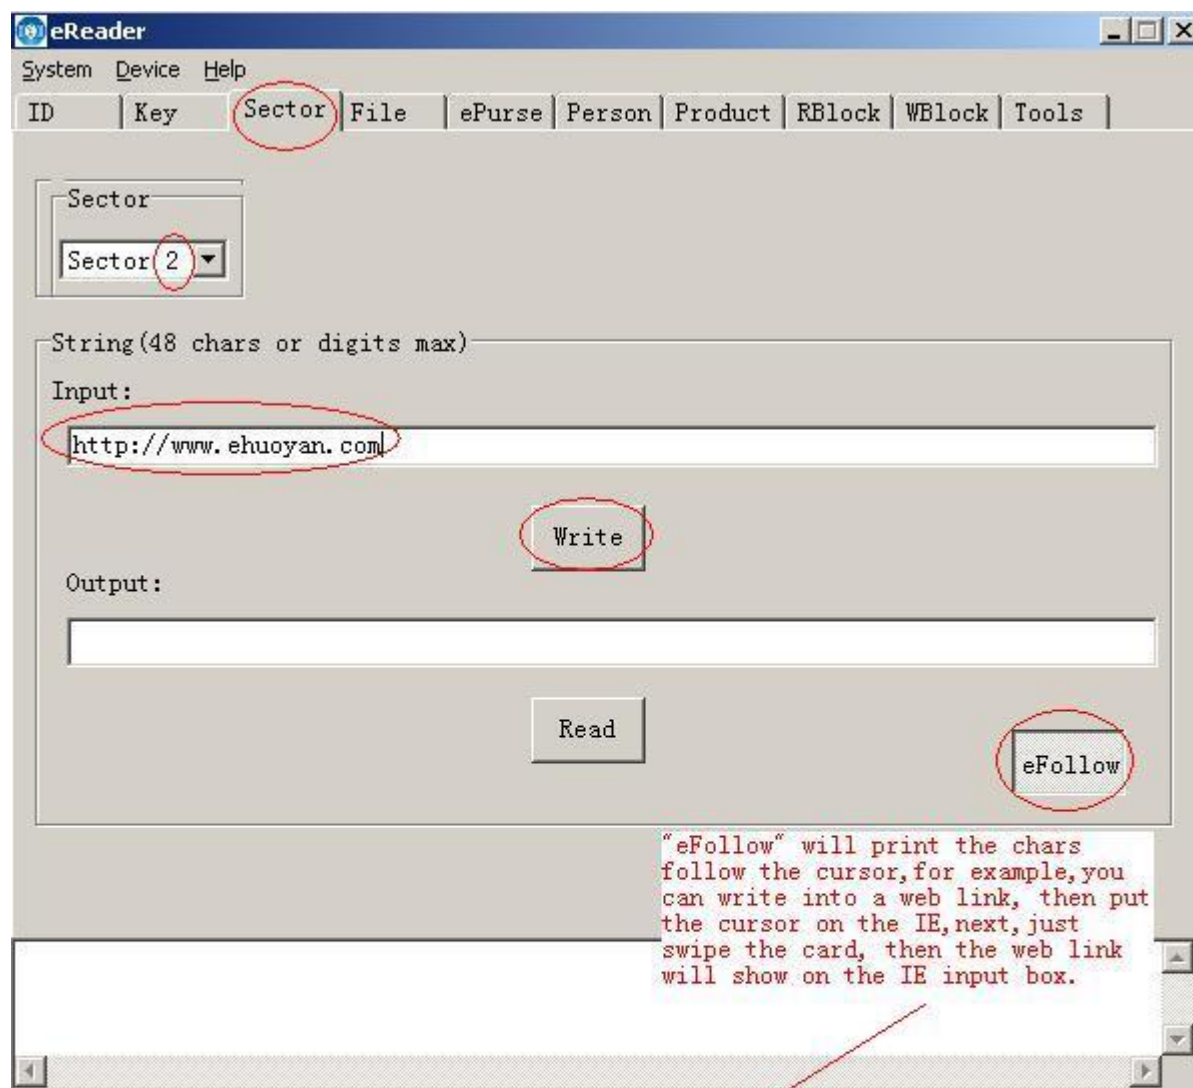 eReader
System Device Help
ID Key Sector File ePurse Person Product RBlock WBlock Tools
Sector
Sector 2
String(48 chars or digits max)
Input:
http://www.ehuoyan.com
Write
Output:
Read
eFollow
"eFollow" will print the chars
follow the cursor,for example,you
can write into a web link, then put
the cursor on the IE,next,just
swipe the card, then the web link
will show on the IE input box.